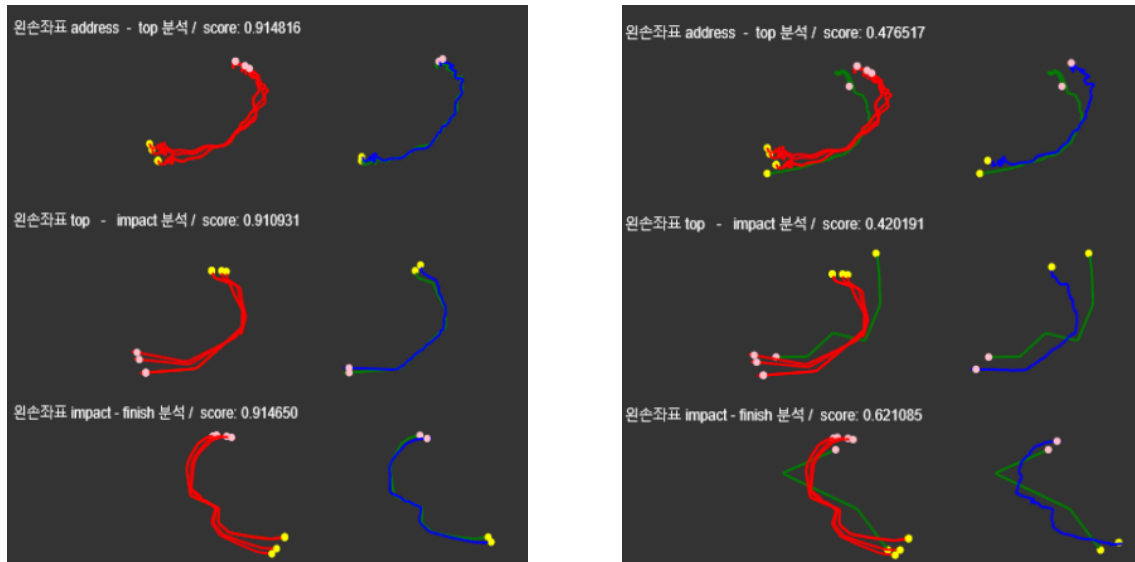 왼손좌표 address - top 분석 / score: 0.914816
왼손좌표 top - impact 분석 / score: 0.910931
왼손좌표 impact - finish 분석 / score: 0.914650
왼손좌표 address - top 분석 / score: 0.476517
왼손좌표 top - impact 분석 / score: 0.420191
왼손좌표 impact - finish 분석 / score: 0.621085